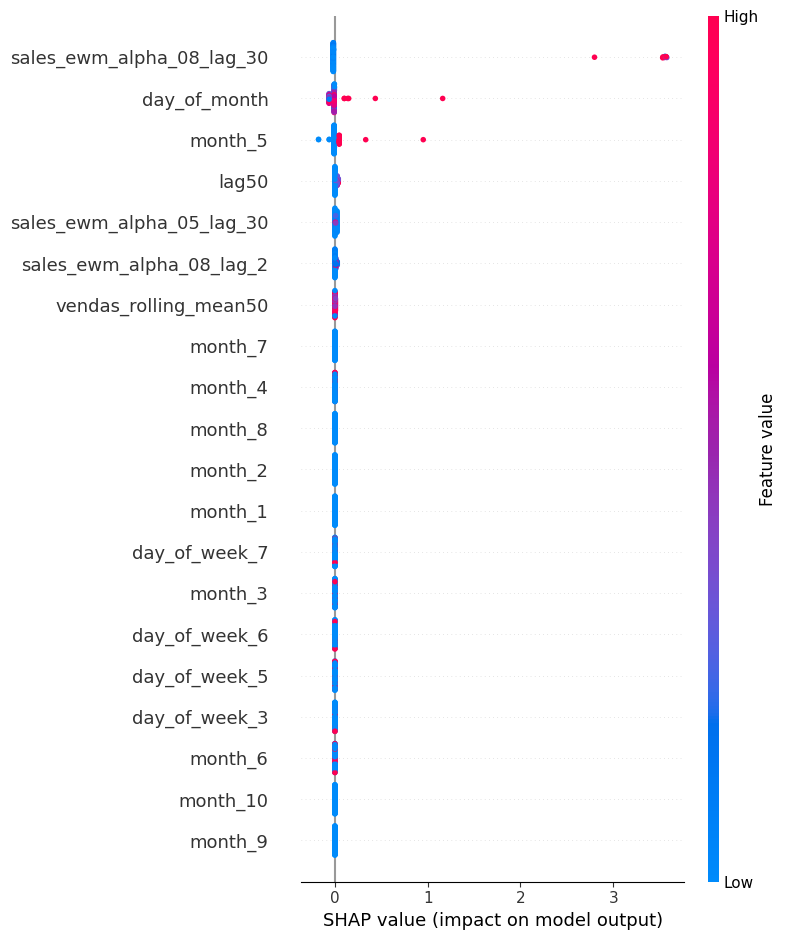 High
sales_ewm_alpha_08_lag_30
day_of_month
month_5
lag50
sales_ewm_alpha_05_lag_30
sales_ewm_alpha_08_lag_2
vendas_rolling_mean50
month_7
month_4
month_8
month_2
month_1
day_of_week_7
month_3
day_of_week_6
day_of_week_5
day_of_week_3
month_6
month_10
month_9
Feature value
Low
0 1 2 3
SHAP value (impact on model output)